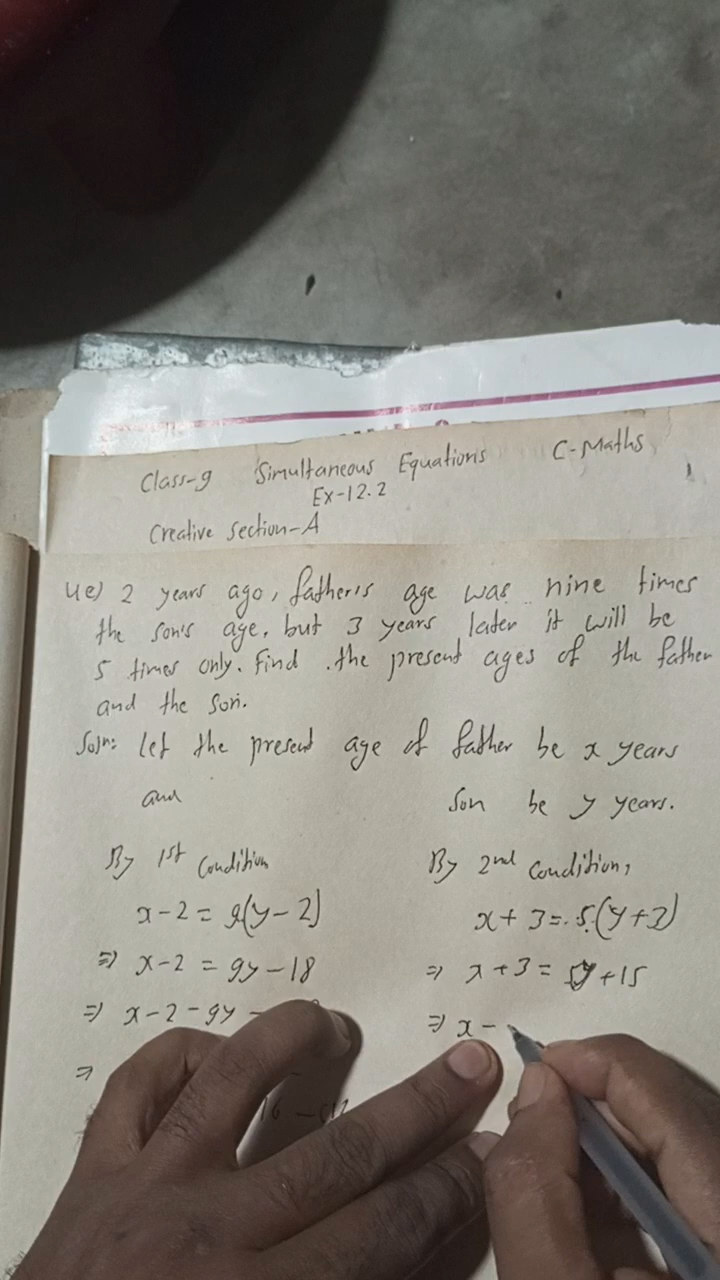 Class-9 Simultaneous Equations C-Maths
Ex-12.2
Creative section-A
4e) 2 years ago, father's age was nine times
the son's age, but 3 years later it will be
5 times only. Find the present ages of the father
and the son.
Soln: let the present age of father be x years
and son be y years.
By 1st Condition
x-2 = 9(y-2)
⇒ x-2 = 9y-18
⇒ x-2-9y
⇒
By 2nd Condition,
x+3 = 5(y+3)
⇒ x+3 = 5y+15
⇒ x-